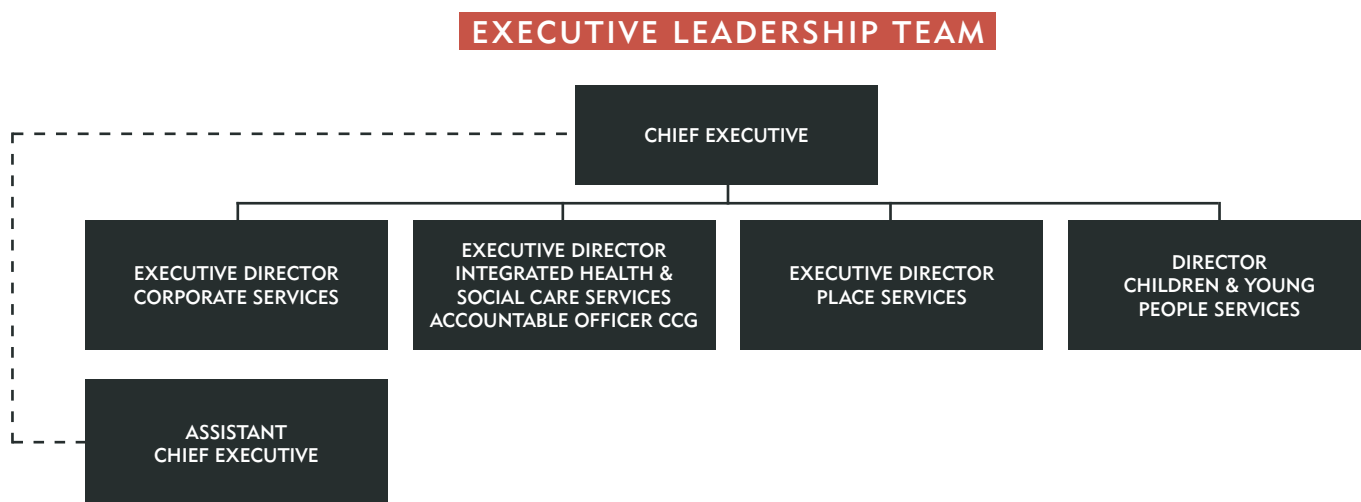 EXECUTIVE LEADERSHIP TEAM
CHIEF EXECUTIVE
EXECUTIVE DIRECTOR
CORPORATE SERVICES
EXECUTIVE DIRECTOR
INTEGRATED HEALTH &
SOCIAL CARE SERVICES
ACCOUNTABLE OFFICER CCG
EXECUTIVE DIRECTOR
PLACE SERVICES
DIRECTOR
CHILDREN & YOUNG
PEOPLE SERVICES
ASSISTANT
CHIEF EXECUTIVE